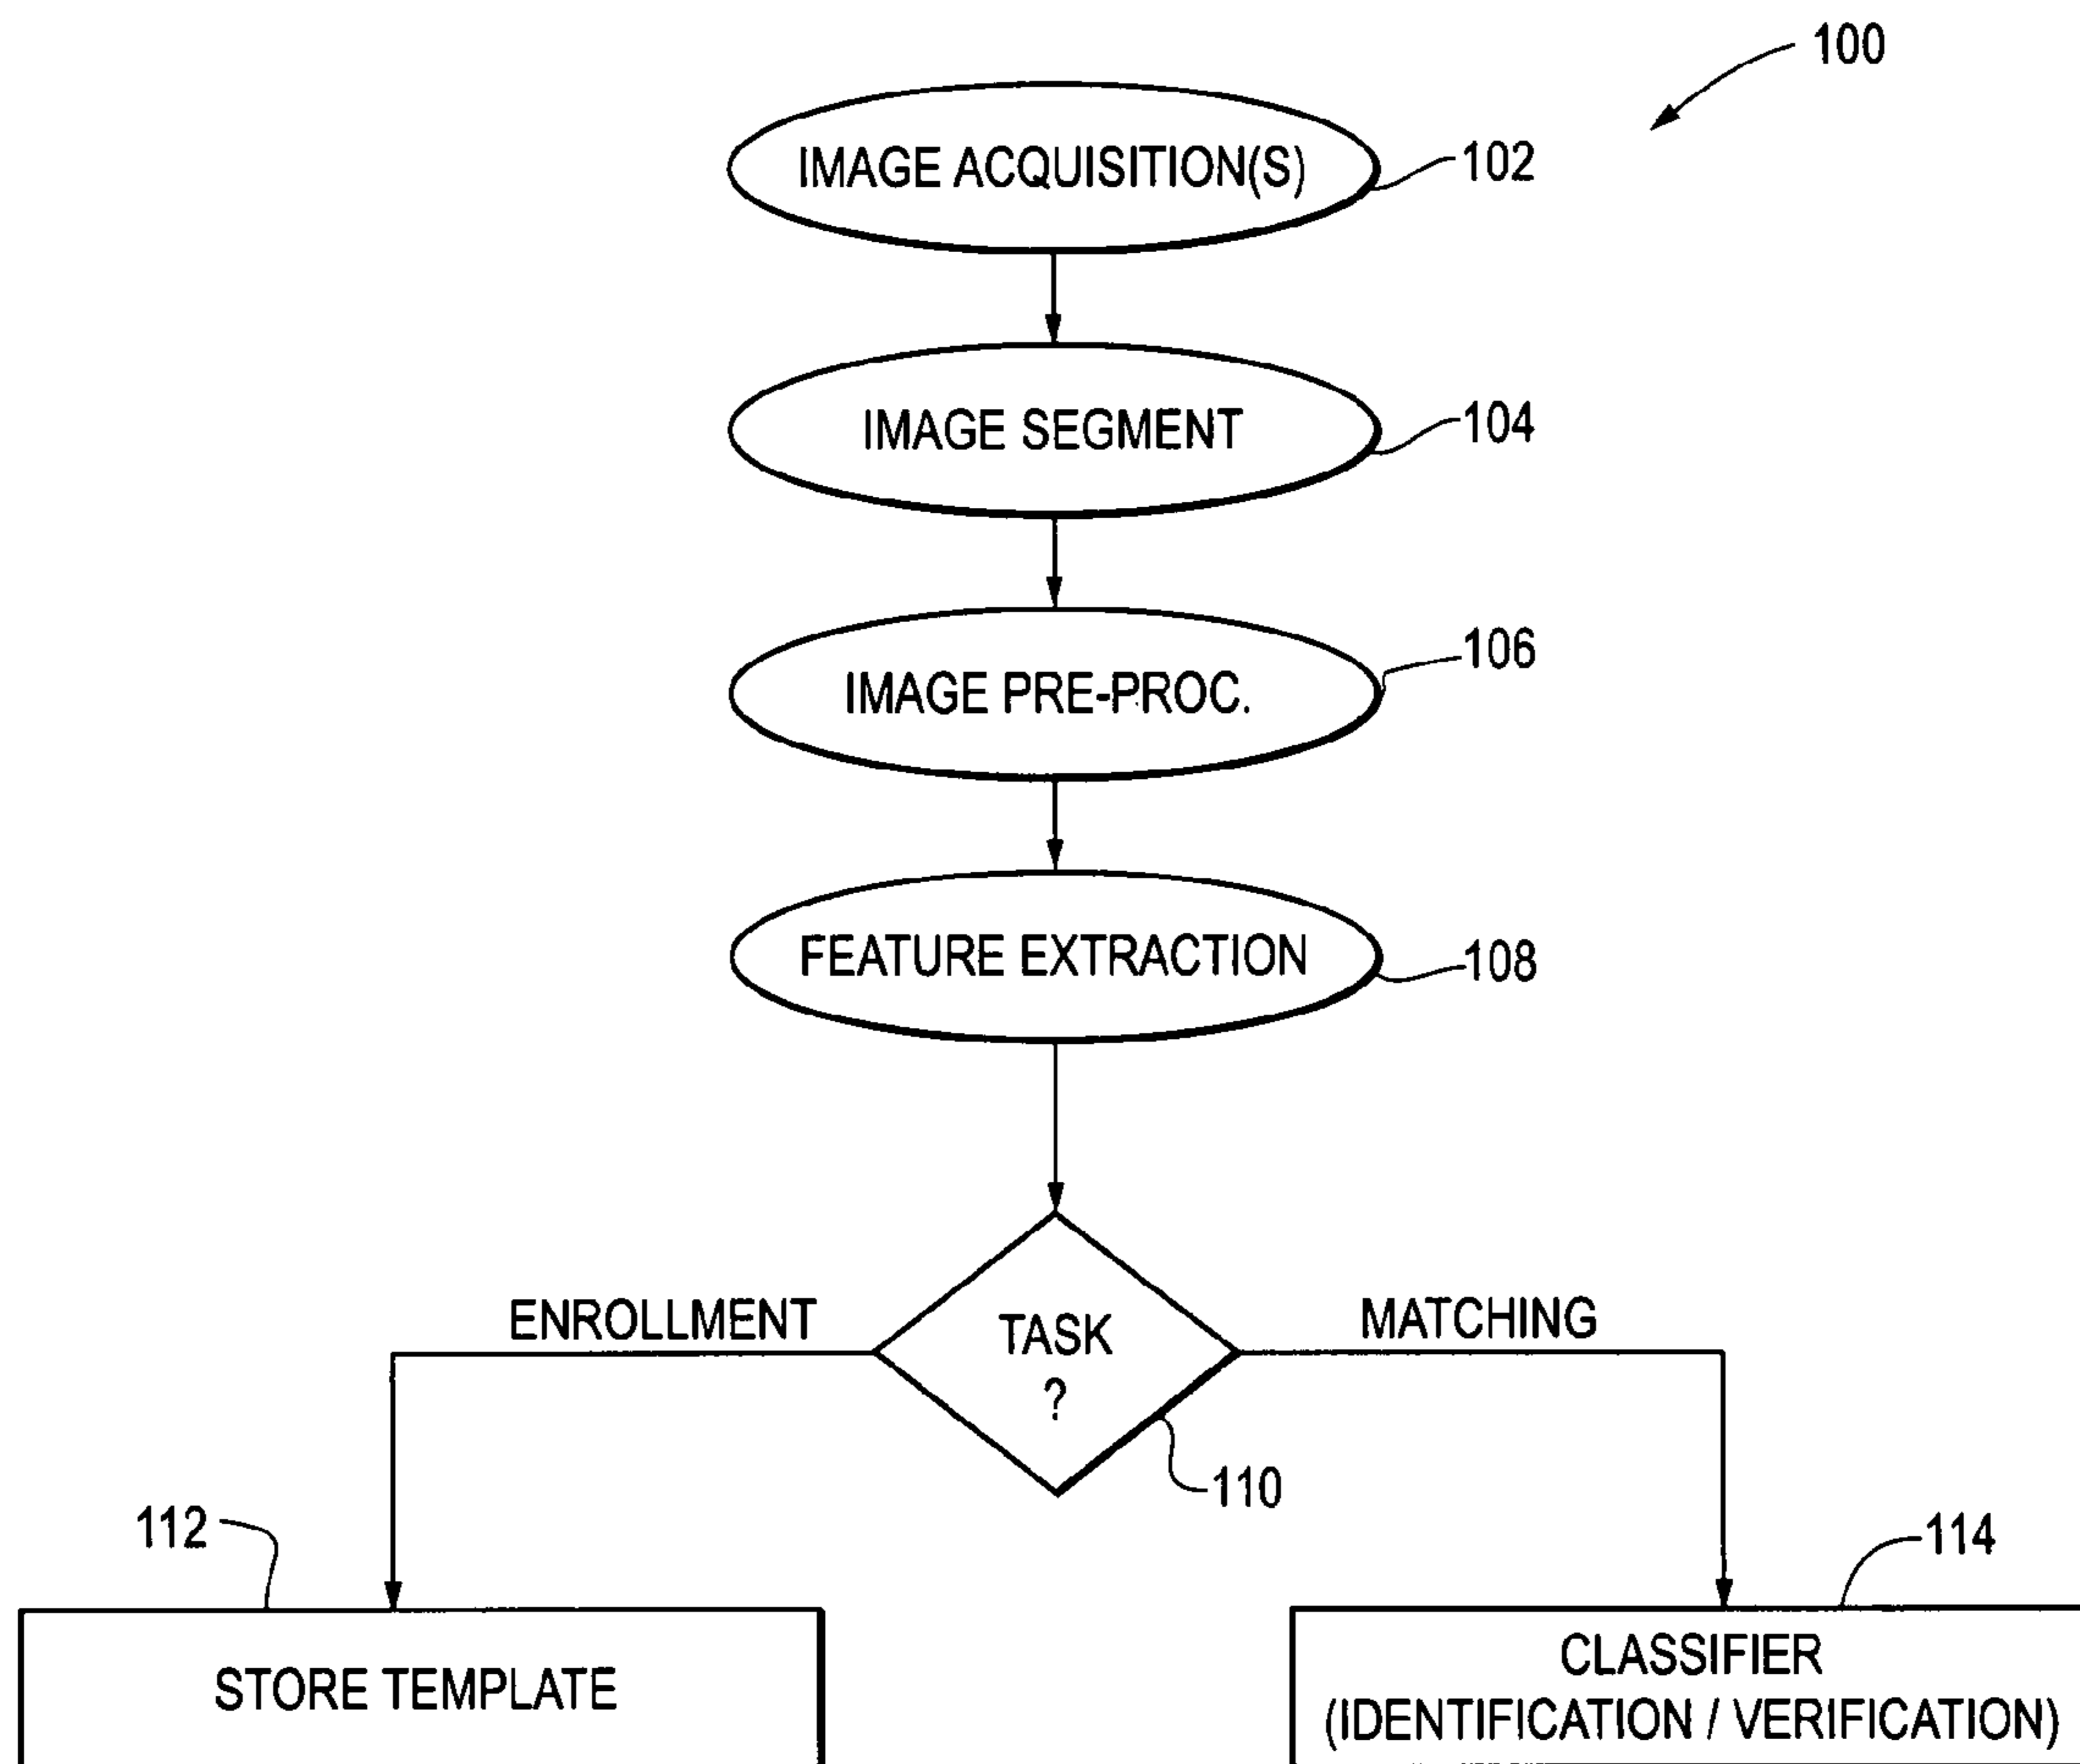 100
IMAGE ACQUISITION(S)
102
IMAGE SEGMENT
104
IMAGE PRE-PROC.
106
FEATURE EXTRACTION
108
ENROLLMENT
TASK
?
MATCHING
110
112
114
STORE TEMPLATE
CLASSIFIER
(IDENTIFICATION / VERIFICATION)